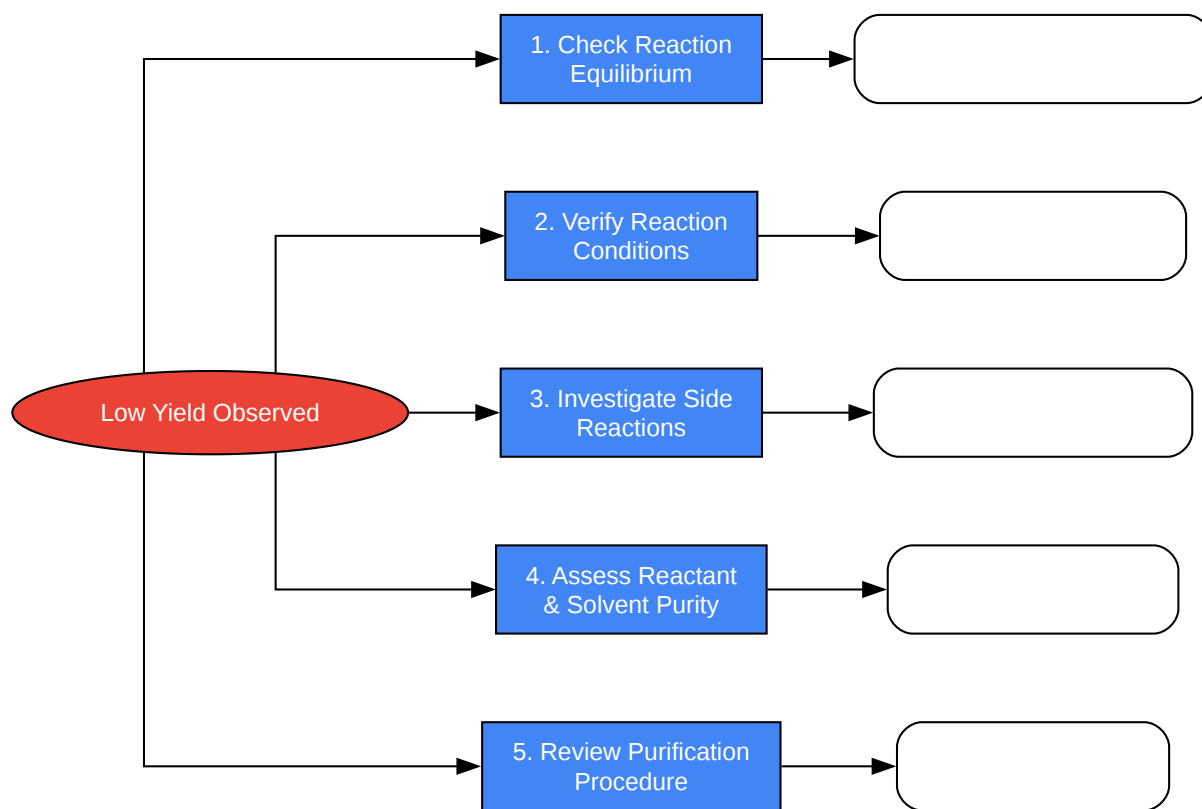 1. Check Reaction
Equilibrium
2. Verify Reaction
Conditions
Low Yield Observed
3. Investigate Side
Reactions
4. Assess Reactant
& Solvent Purity
5. Review Purification
Procedure